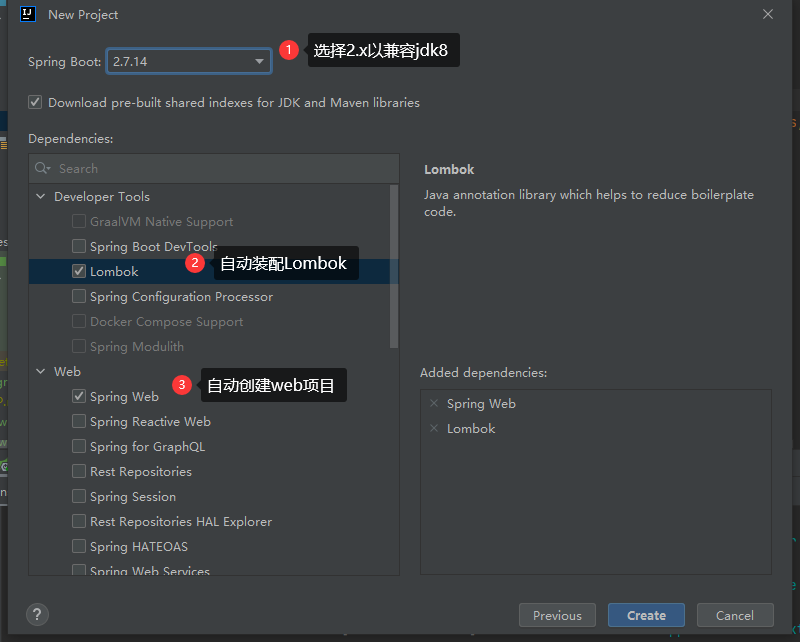 New Project
Spring Boot: 2.7.14
1 选择2.x以兼容jdk8
Download pre-built shared indexes for JDK and Maven libraries
Dependencies:
Search
Developer Tools
GraalVM Native Support
Spring Boot DevTools
2 自动装配Lombok
Lombok
Spring Configuration Processor
Docker Compose Support
Spring Modulith
Web
3 自动创建web项目
Spring Web
Spring Reactive Web
Spring for GraphQL
Rest Repositories
Spring Session
Rest Repositories HAL Explorer
Spring HATEOAS
Spring Web Services
Lombok
Java annotation library which helps to reduce boilerplate
code.
Added dependencies:
Spring Web
Lombok
?
Previous
Create
Cancel